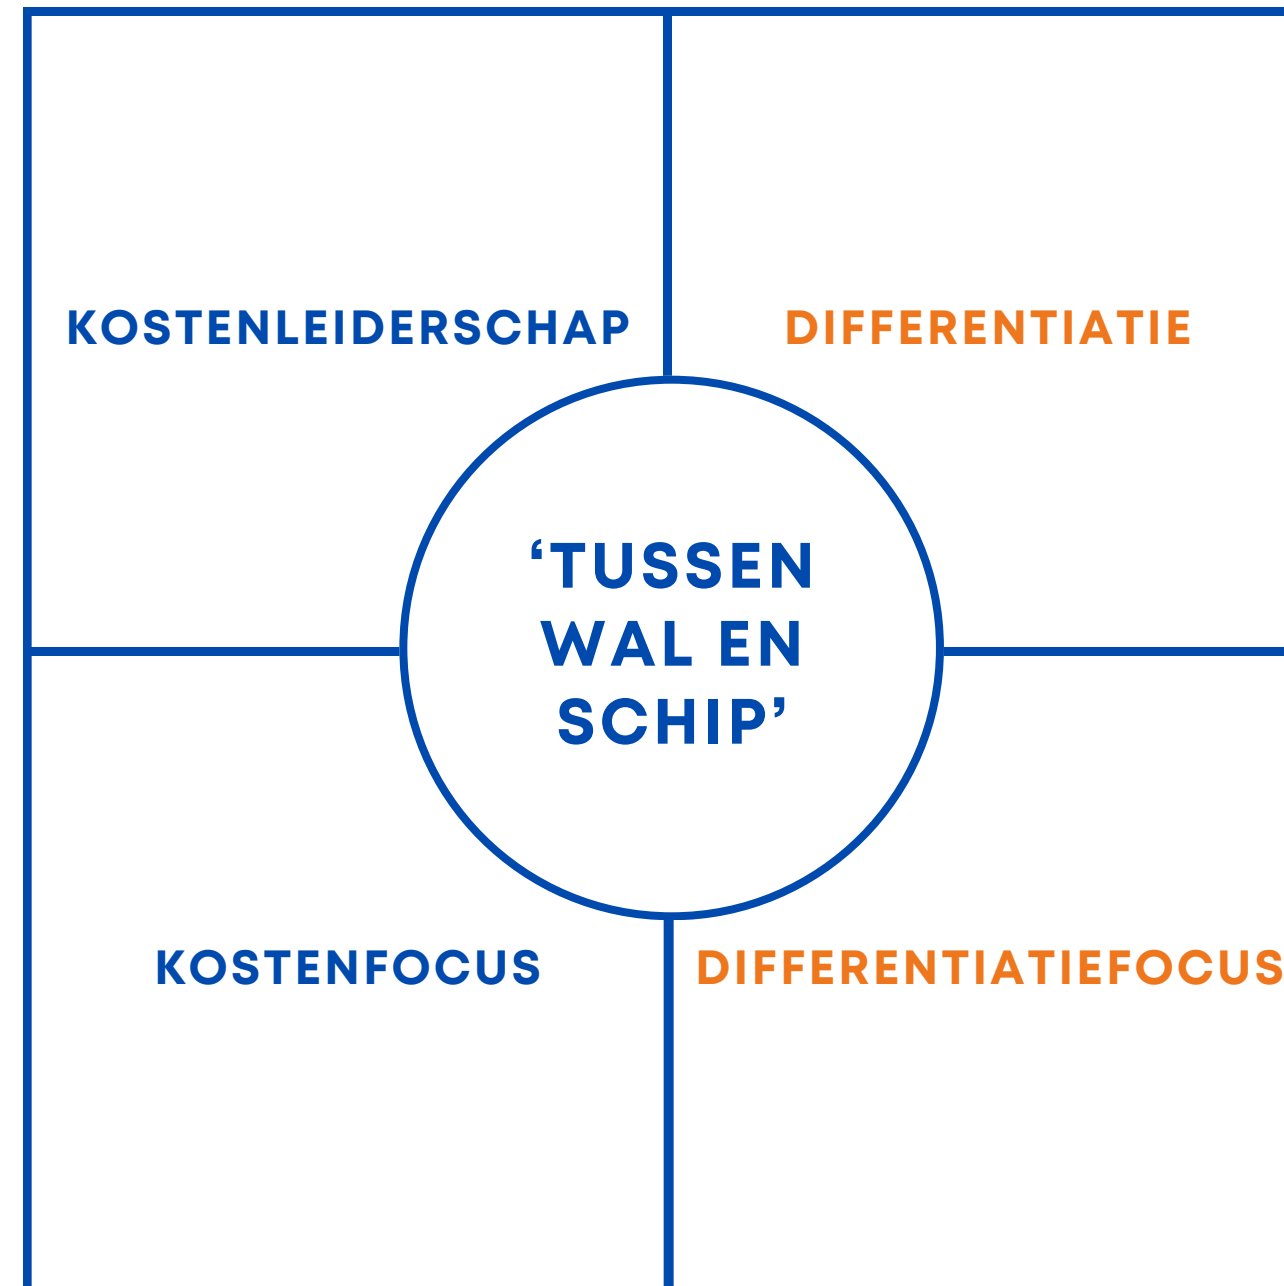 KOSTENLEIDERSCHAP
DIFFERENTIATIE
‘TUSSEN
WAL EN
SCHIP’
KOSTENFOCUS
DIFFERENTIATIEFOCUS